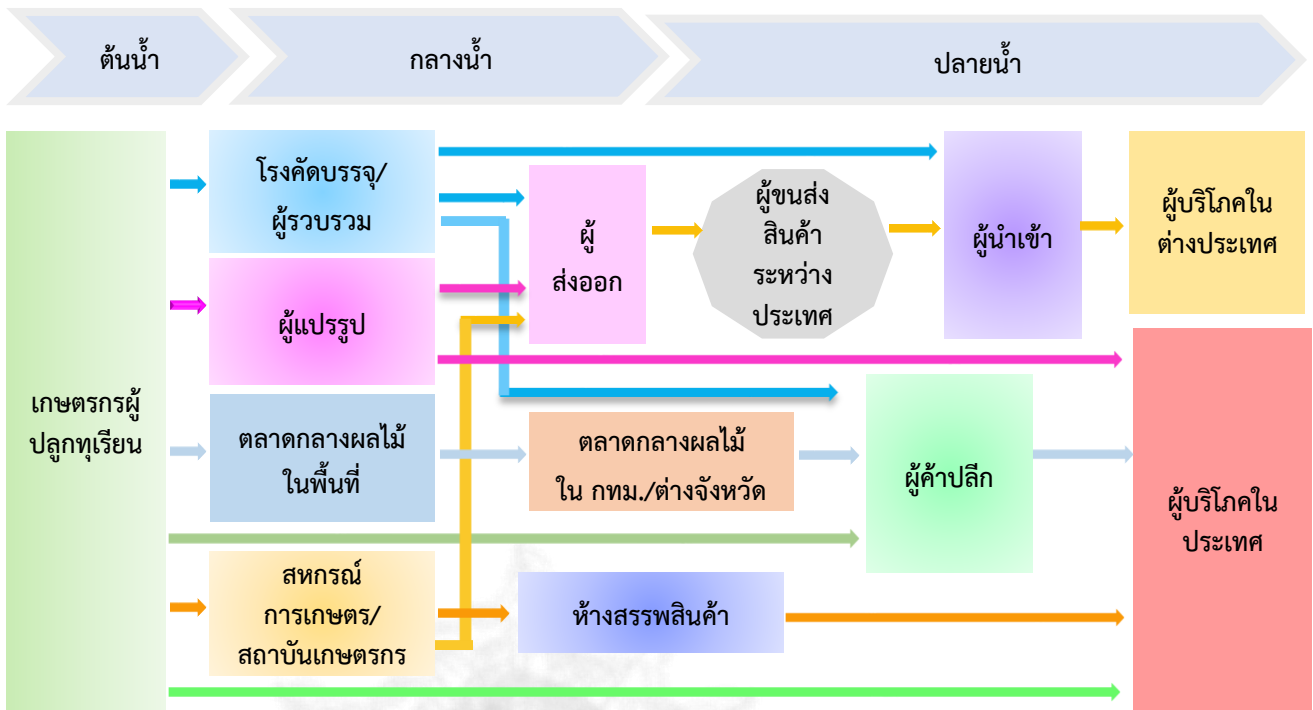 ต้นน้ำ
กลางน้ำ
ปลายน้ำ
เกษตรกรผู้
ปลูกทุเรียน
โรงคัดบรรจุ/
ผู้รวบรวม
ผู้แปรรูป
ตลาดกลางผลไม้
ในพื้นที่
สหกรณ์
การเกษตร/
สถาบันเกษตรกร
ผู้
ส่งออก
ตลาดกลางผลไม้
ใน กทม./ต่างจังหวัด
ห้างสรรพสินค้า
ผู้ขนส่ง
สินค้า
ระหว่าง
ประเทศ
ผู้นำเข้า
ผู้ค้าปลีก
ผู้บริโภคใน
ต่างประเทศ
ผู้บริโภคใน
ประเทศ